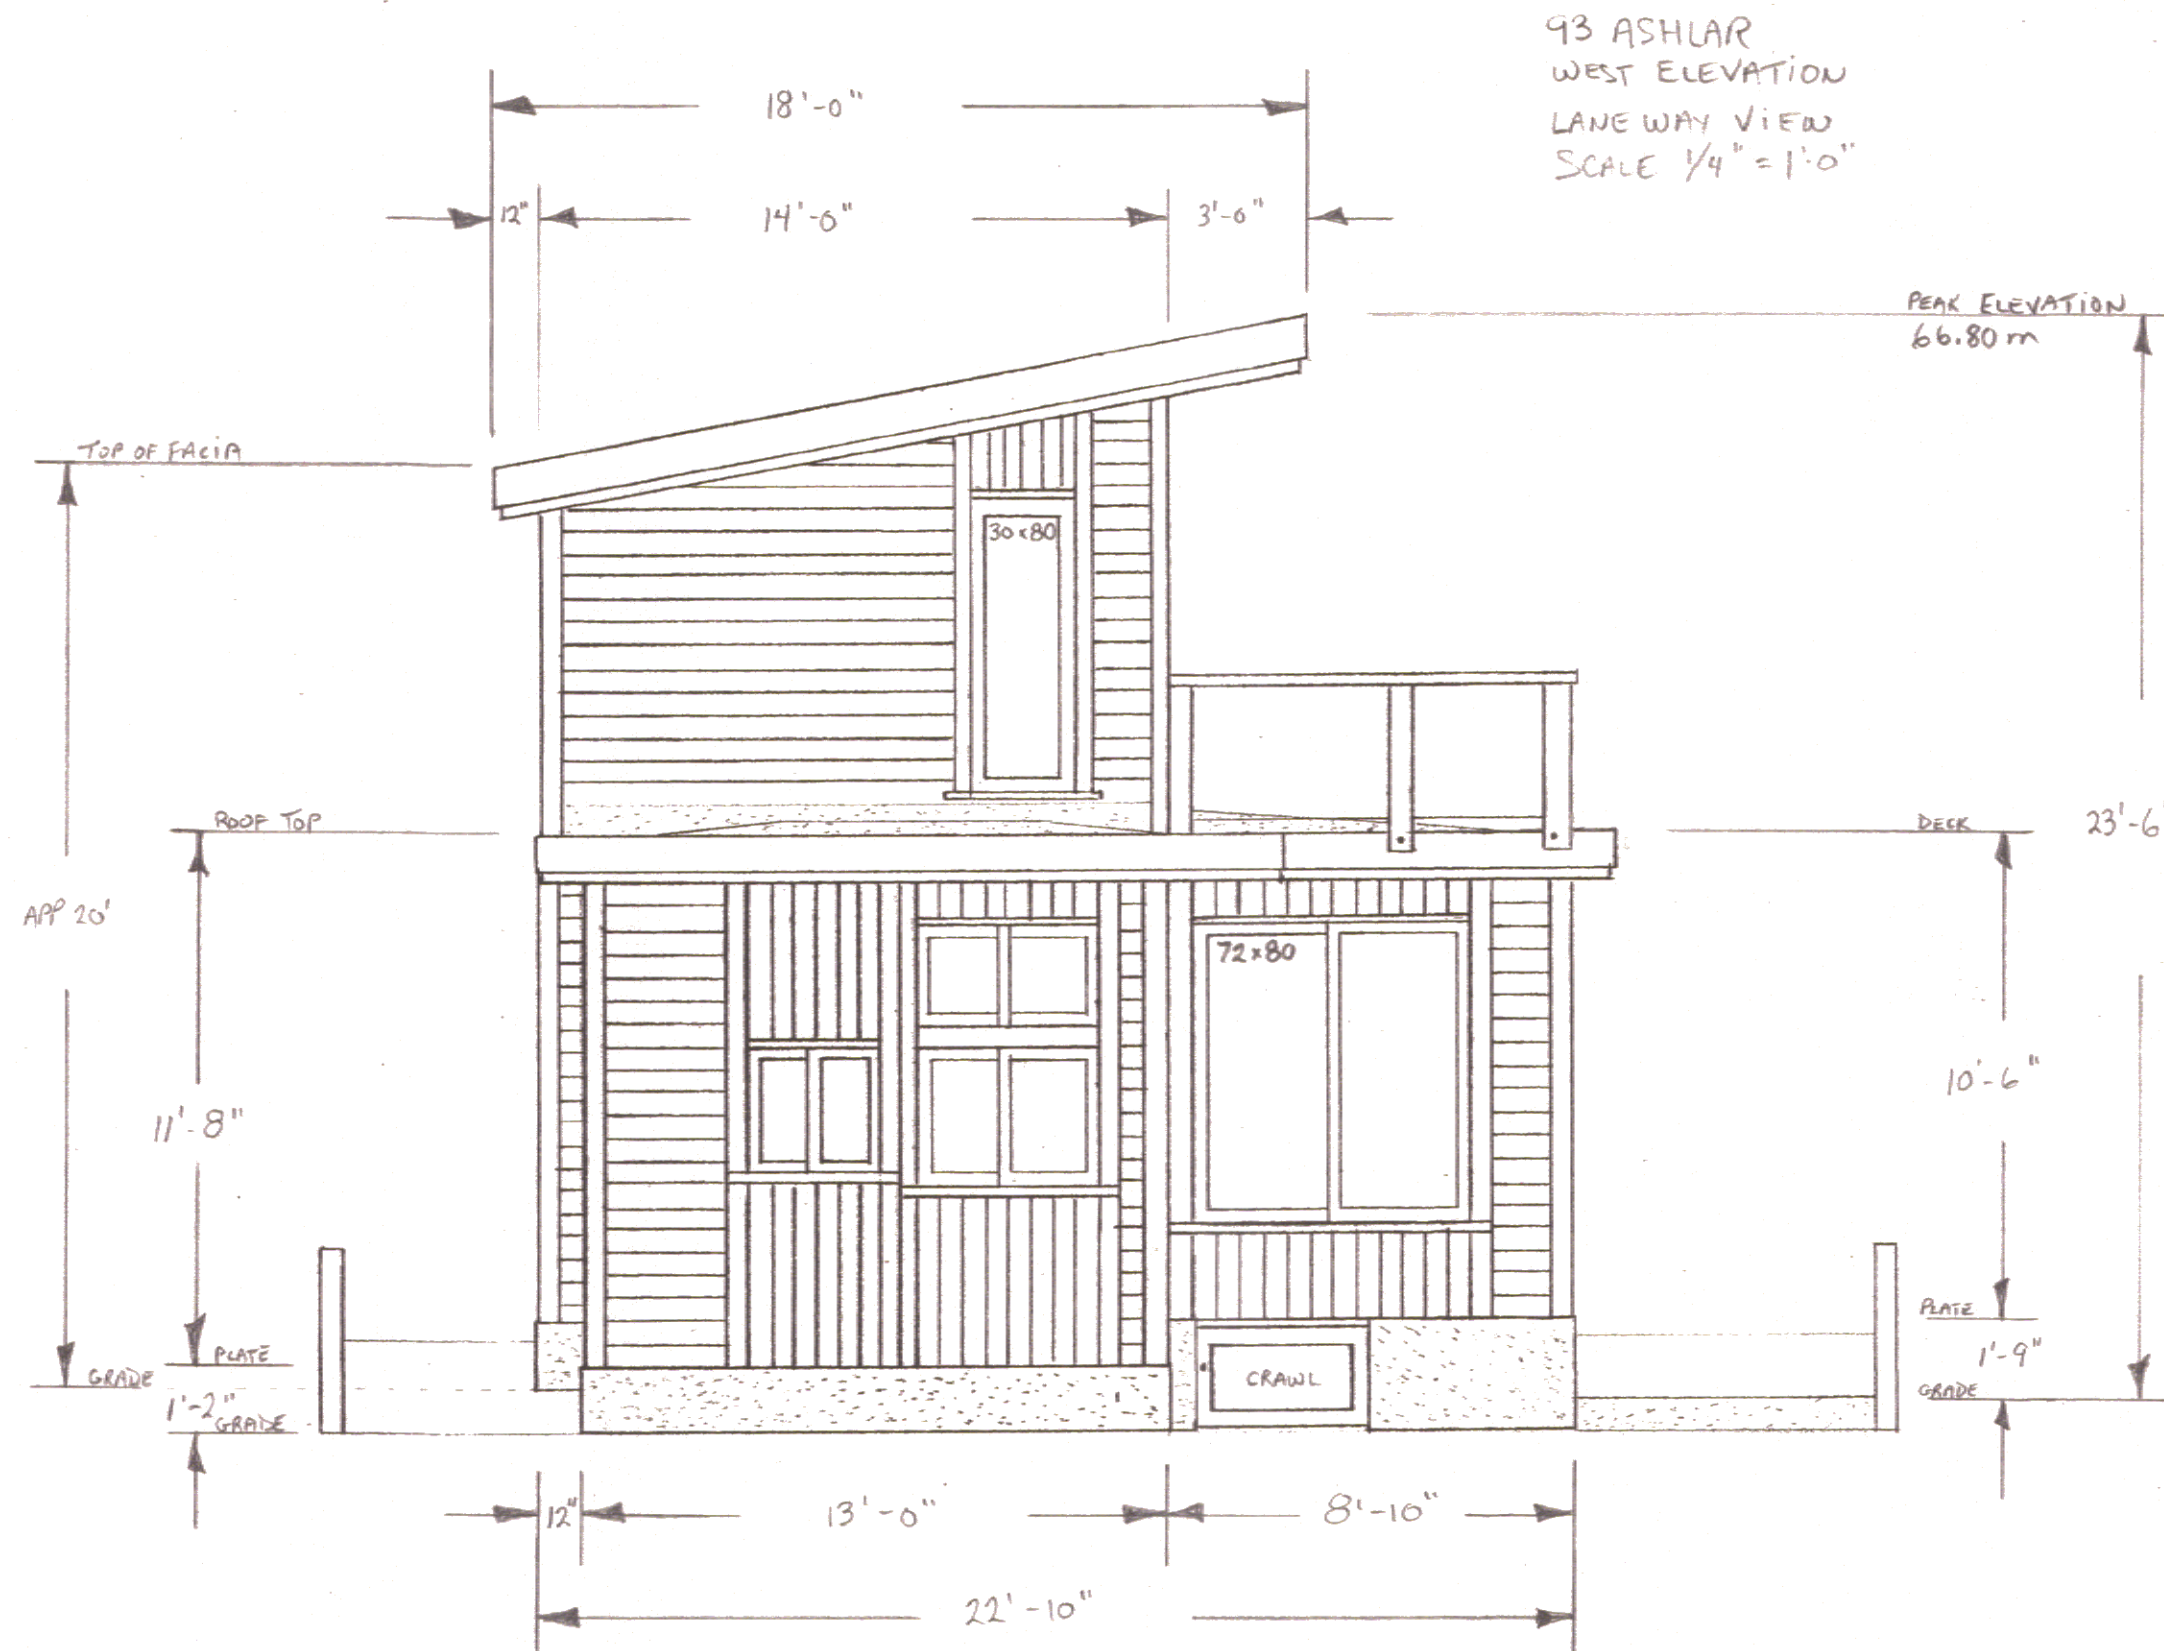 93 ASHLAR
WEST ELEVATION
LANE WAY VIEW
SCALE 1/4" = 1'-0"
18'-0"
12"
14'-0"
3'-0"
PEAK ELEVATION
66.80 m
TOP OF FACIA
30x80
ROOF TOP
DECK
23'-6
APP 20'
72x80
10'-6"
11'-8"
PLATE
1'-9"
GRADE
PLATE
GRADE
1'-2"
GRADE
CRAWL
12"
13'-0"
8'-10"
22'-10"